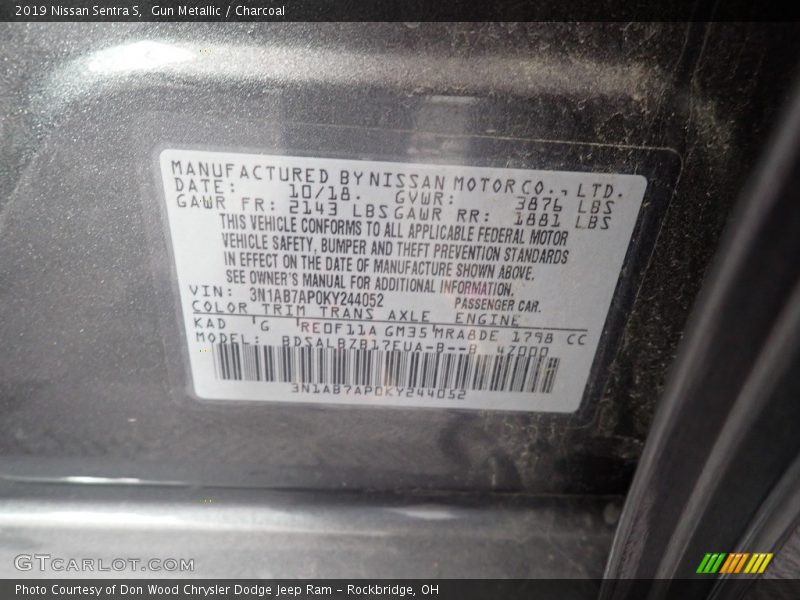 2019 Nissan Sentra S,  Gun Metallic / Charcoal
MANUFACTURED BY NISSAN MOTOR CO., LTD.
DATE: 10/18. GVWR: 3876 LBS
GAWR FR: 2143 LBS GAWR RR: 1881 LBS
THIS VEHICLE CONFORMS TO ALL APPLICABLE FEDERAL MOTOR
VEHICLE SAFETY, BUMPER AND THEFT PREVENTION STANDARDS
IN EFFECT ON THE DATE OF MANUFACTURE SHOWN ABOVE.
SEE OWNER'S MANUAL FOR ADDITIONAL INFORMATION.
VIN: 3N1AB7AP0KY244052 PASSENGER CAR.
COLOR TRIM TRANS AXLE ENGINE
KAD G RE0F11A GM35 MRA8DE 1798 CC
MODEL: BDSALBZB17EUA-B--B 47000
3N1AB7AP0KY244052
GTCARLOT.COM
Photo Courtesy of Don Wood Chrysler Dodge Jeep Ram – Rockbridge, OH